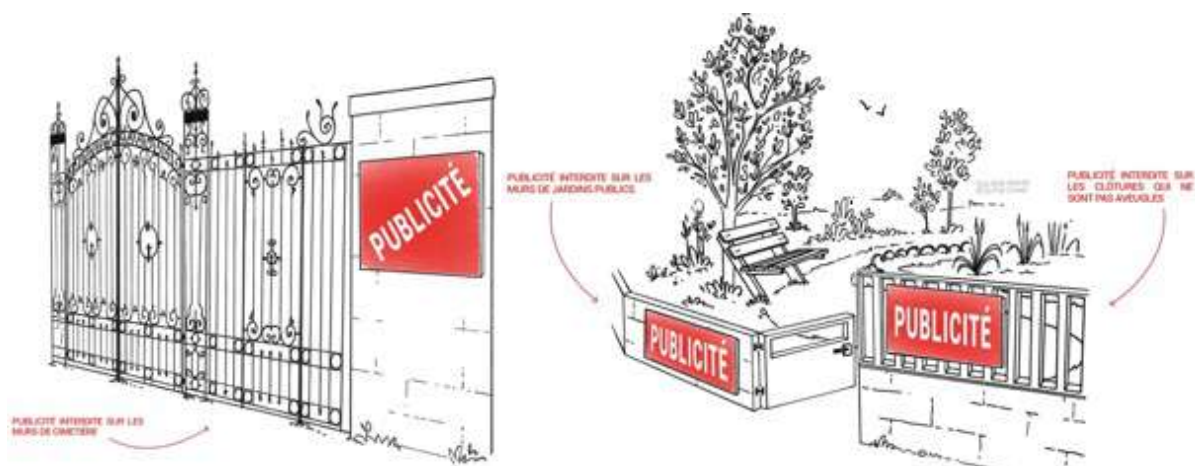 PUBLICITÉ
PUBLICITÉ INTERDITE SUR LES
MURS DE CIMETIÈRE
PUBLICITÉ INTERDITE SUR LES
MURS DE JARDINS PUBLICS
PUBLICITÉ
PUBLICITÉ
PUBLICITÉ INTERDITE SUR
LES CLÔTURES QUI NE
SONT PAS AVEUGLES